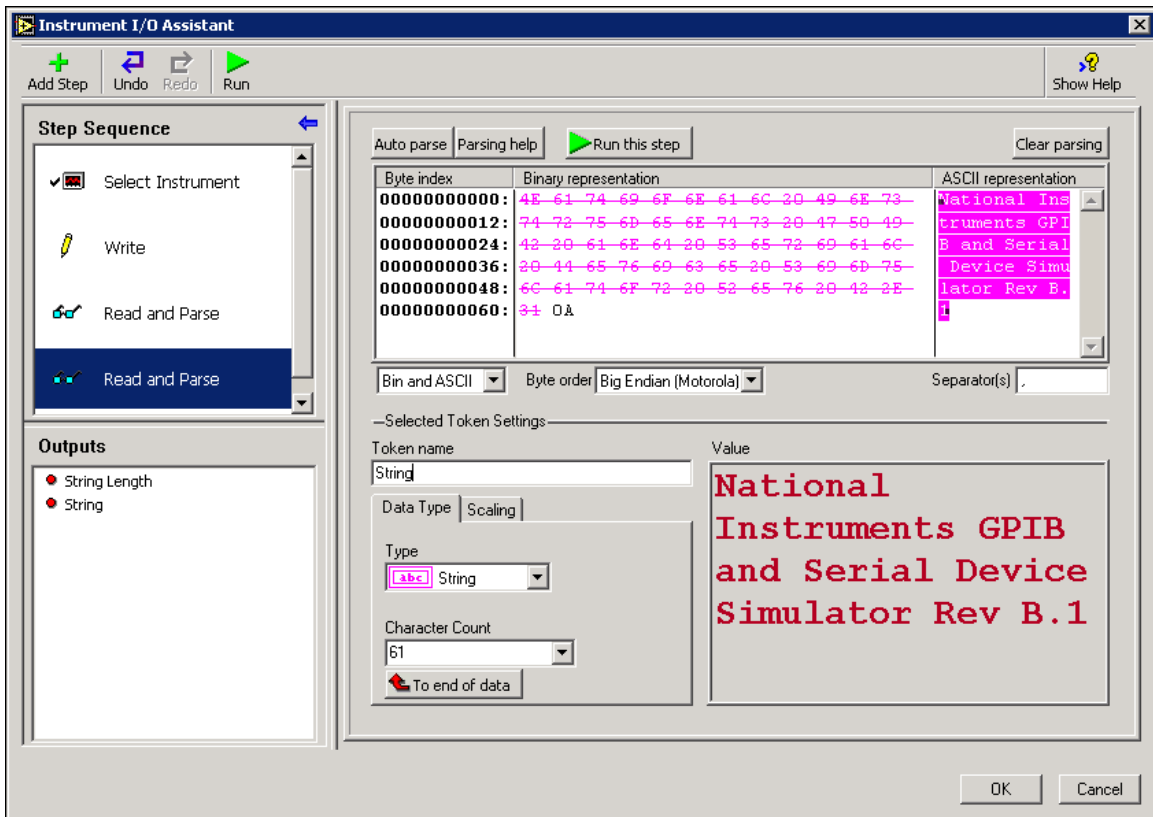 Instrument I/O Assistant
Add Step Undo Redo Run Show Help
Step Sequence
Select Instrument
Write
Read and Parse
Read and Parse
Outputs
String Length
String
Auto parse Parsing help Run this step Clear parsing
Byte index Binary representation ASCII representation
00000000000: 4E 61 74 69 6F 6E 61 6C 20 49 6E 73 National Ins
00000000012: 74 72 75 6D 65 6E 74 73 20 47 50 49 truments GPI
00000000024: 42 20 61 6E 64 20 53 65 72 69 61 6C B and Serial
00000000036: 20 44 65 76 69 63 65 20 53 69 6D 75 Device Simu
00000000048: 6C 61 74 6F 72 20 52 65 76 20 42 2E lator Rev B.
00000000060: 31 0A 1
Bin and ASCII Byte order Big Endian (Motorola) Separator(s) ,
Selected Token Settings
Token name
String
Data Type Scaling
Type
abc String
Character Count
61
To end of data
Value
National
Instruments GPIB
and Serial Device
Simulator Rev B.1
OK Cancel